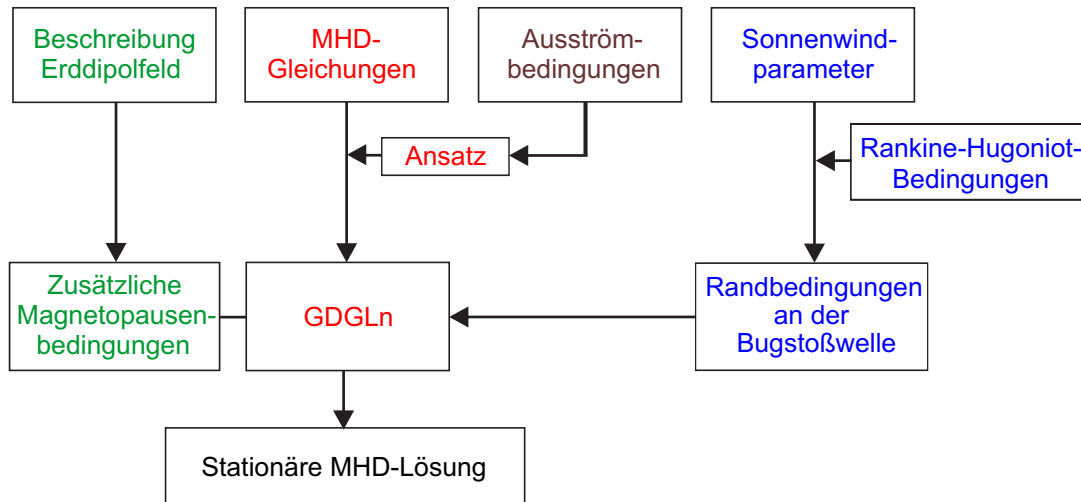 Beschreibung
Erddipolfeld
MHD-
Gleichungen
Ausström-
bedingungen
Sonnenwind-
parameter
Ansatz
Rankine-Hugoniot-
Bedingungen
Zusätzliche
Magnetopausen-
bedingungen
GDGLn
Randbedingungen
an der
Bugstoßwelle
Stationäre MHD-Lösung